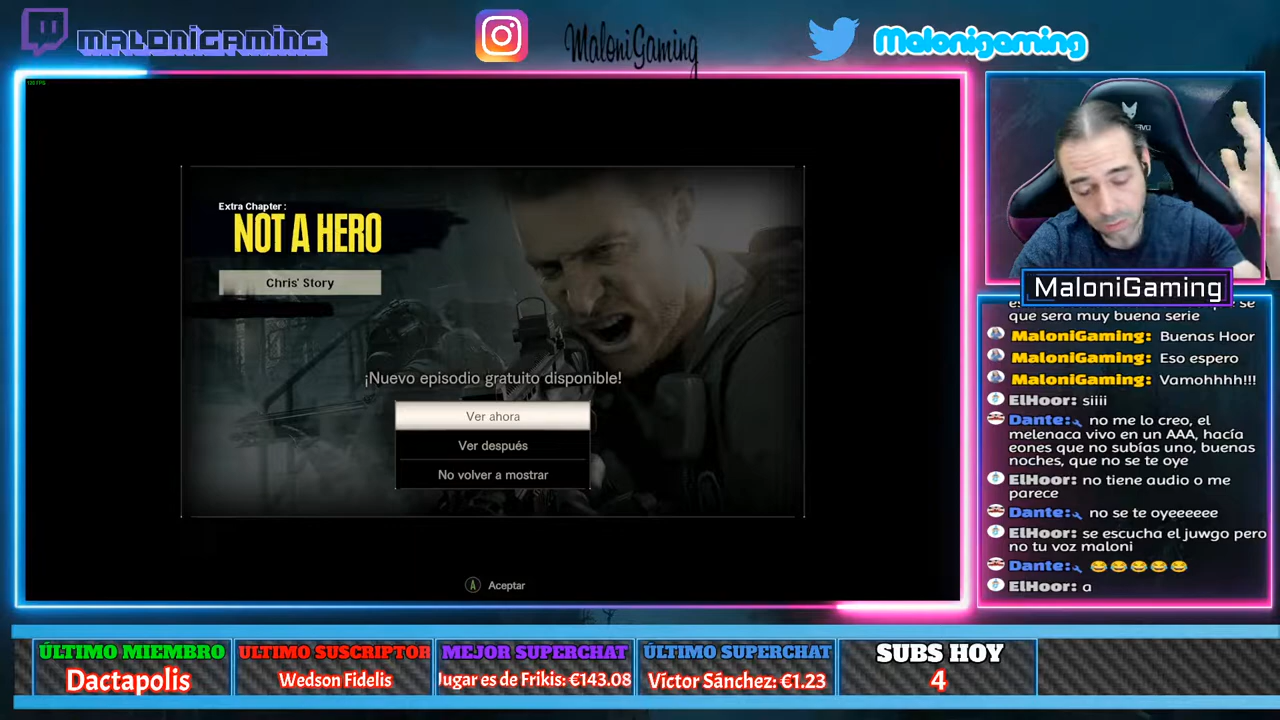 MALONIGAMING
MaloniGaming
Malonigaming
Extra Chapter :
NOT A HERO
Chris' Story
¡Nuevo episodio gratuito disponible!
Ver ahora
Ver después
No volver a mostrar
A Aceptar
MaloniGaming
que sera muy buena serie
MaloniGaming: Buenas Hoor
MaloniGaming: Eso espero
MaloniGaming: Vamohhhh!!!
ElHoor: siiii
Dante: no me lo creo, el
melenaca vivo en un AAA, hacía
eones que no subías uno, buenas
noches, que no se te oye
ElHoor: no tiene audio o me
parece
Dante: no se te oyeeeeee
ElHoor: se escucha el juwgo pero
no tu voz maloni
Dante: 😂😂😂😂😂
ElHoor: a
ÚLTIMO MIEMBRO
Dactapolis
ULTIMO SUSCRIPTOR
Wedson Fidelis
MEJOR SUPERCHAT
Jugar es de Frikis: €143.08
ÚLTIMO SUPERCHAT
Víctor Sánchez: €1.23
SUBS HOY
4